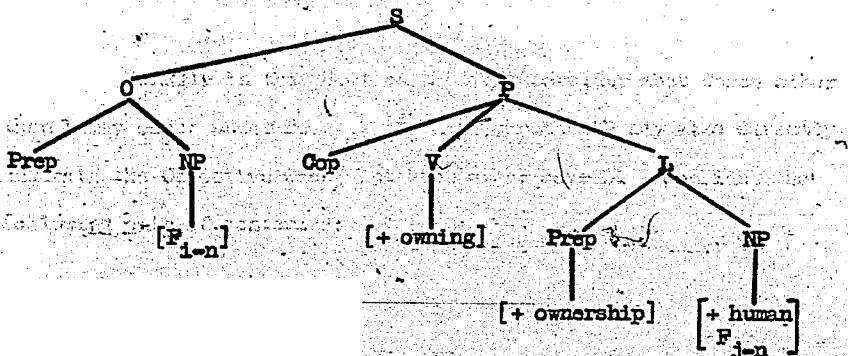 S
O P
Prep NP Cop V L
[F i-n] [+ owning] Prep NP
[+ ownership] [+ human
F j-n]